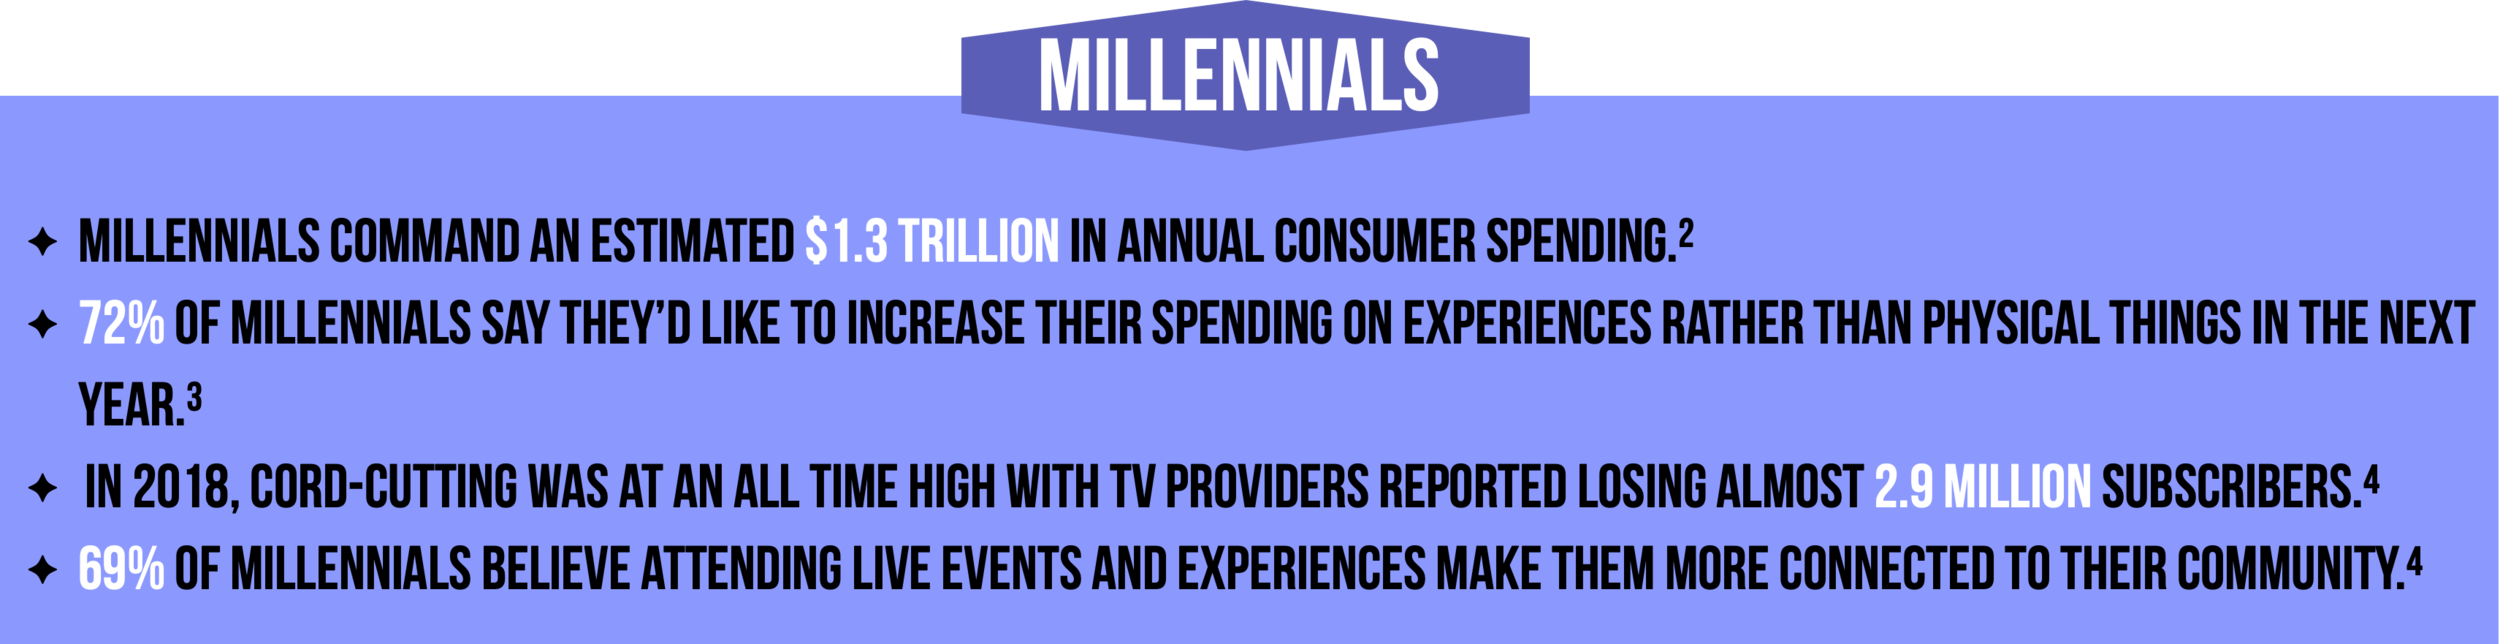 MILLENNIALS
✦ MILLENNIALS COMMAND AN ESTIMATED $1.3 TRILLION IN ANNUAL CONSUMER SPENDING.²
✦ 72% OF MILLENNIALS SAY THEY’D LIKE TO INCREASE THEIR SPENDING ON EXPERIENCES RATHER THAN PHYSICAL THINGS IN THE NEXT
YEAR.³
✦ IN 2018, CORD-CUTTING WAS AT AN ALL TIME HIGH WITH TV PROVIDERS REPORTED LOSING ALMOST 2.9 MILLION SUBSCRIBERS.⁴
✦ 69% OF MILLENNIALS BELIEVE ATTENDING LIVE EVENTS AND EXPERIENCES MAKE THEM MORE CONNECTED TO THEIR COMMUNITY.⁴